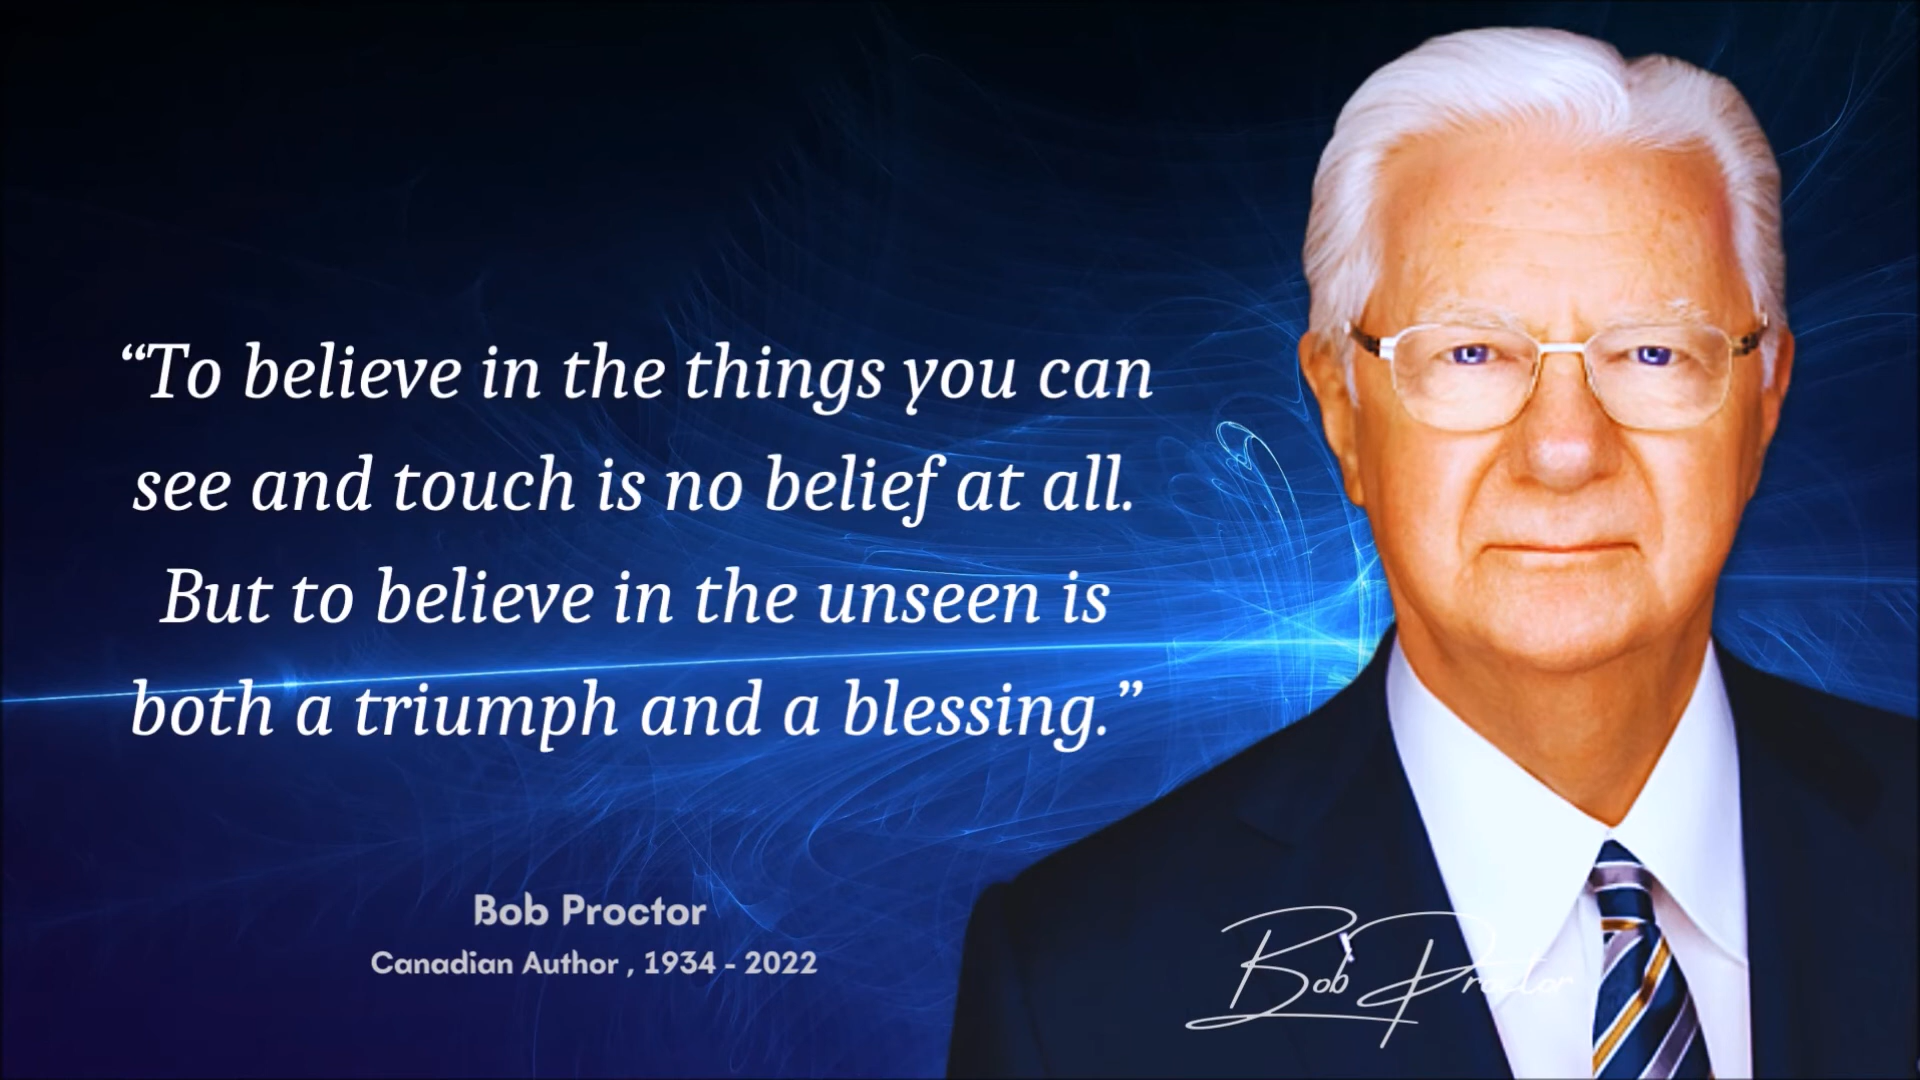 “To believe in the things you can
see and touch is no belief at all.
But to believe in the unseen is
both a triumph and a blessing.”
Bob Proctor
Canadian Author , 1934 - 2022
Bob Proctor